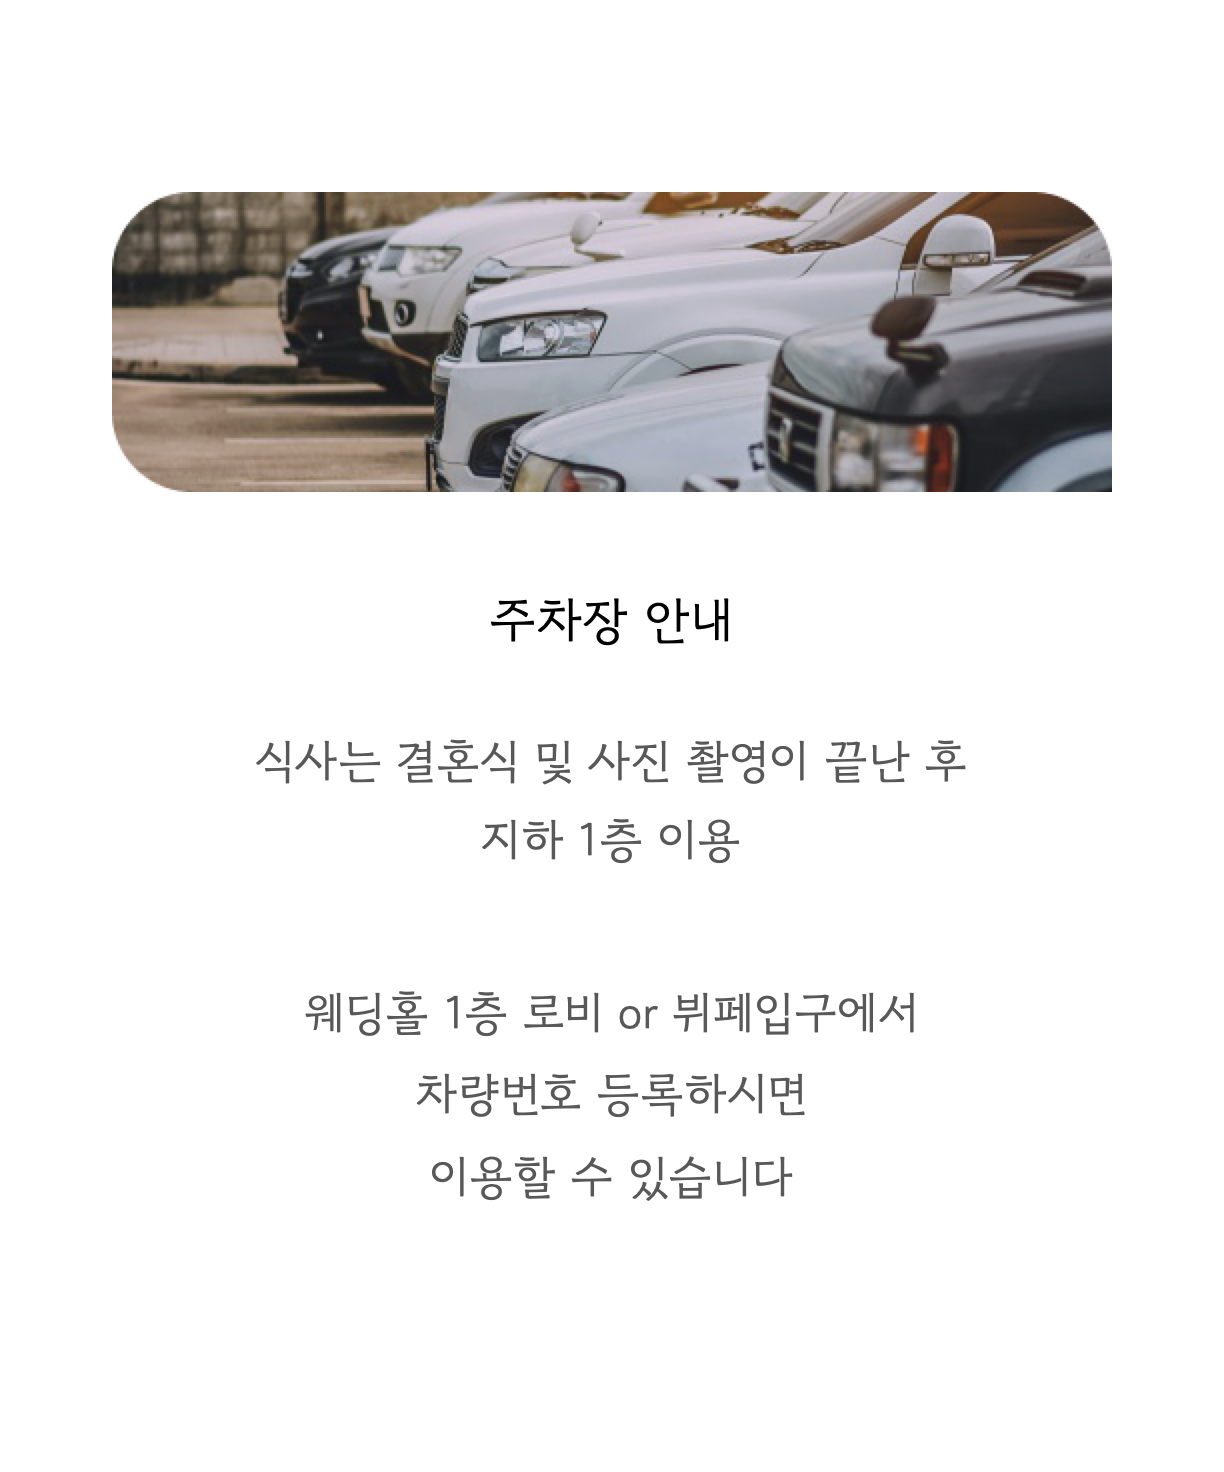 주차장 안내
식사는 결혼식 및 사진 촬영이 끝난 후
지하 1층 이용
웨딩홀 1층 로비 or 뷔페입구에서
차량번호 등록하시면
이용할 수 있습니다